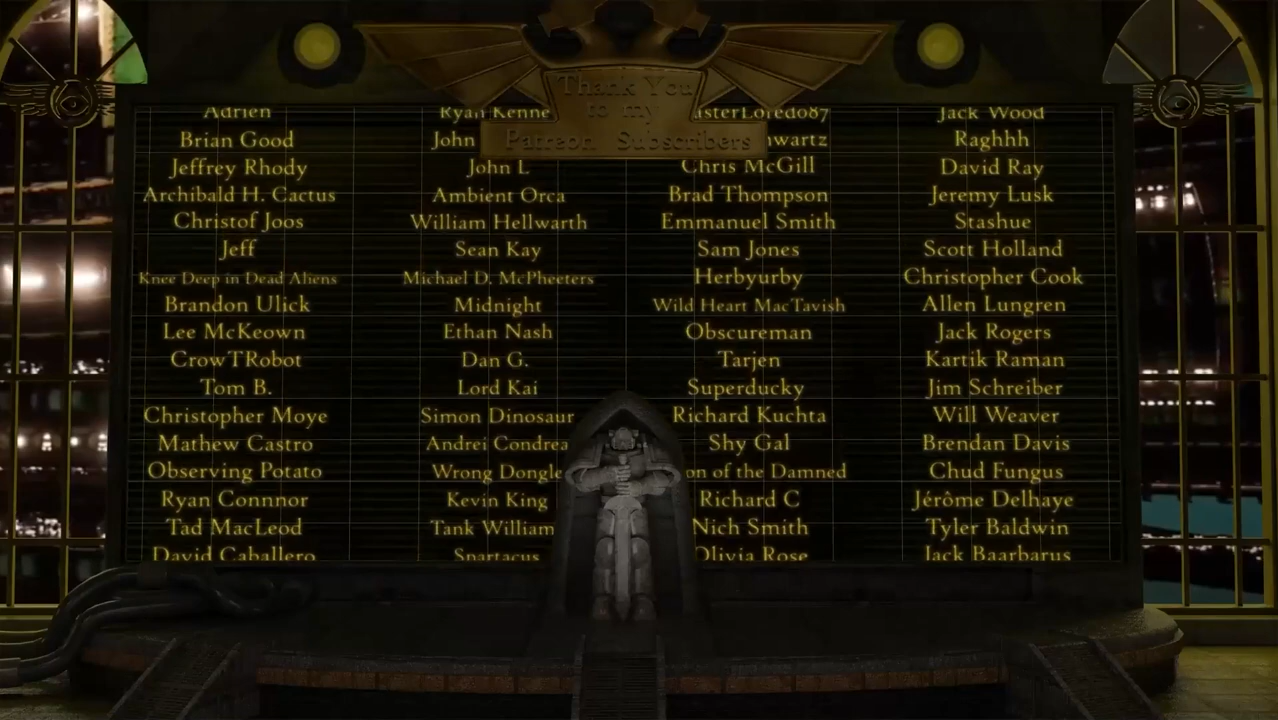 Thank You
to my
Patreon Subscribers
Adrien Ryan Kenne Jack Wood
Brian Good John Raghhh
Jeffrey Rhody John L Chris McGill David Ray
Archibald H. Cactus Ambient Orca Brad Thompson Jeremy Lusk
Christof Joos William Hellwarth Emmanuel Smith Stashue
Jeff Sean Kay Sam Jones Scott Holland
Knee Deep in Dead Aliens Michael D. McPheeters Herbyurby Christopher Cook
Brandon Ulick Midnight Wild Heart MacTavish Allen Lungren
Lee McKeown Ethan Nash Obscureman Jack Rogers
CrowTRobot Dan G. Tarjen Kartik Raman
Tom B. Lord Kai Superducky Jim Schreiber
Christopher Moye Simon Dinosaur Richard Kuchta Will Weaver
Mathew Castro Andrei Condrea Shy Gal Brendan Davis
Observing Potato Wrong Dongle on of the Damned Chud Fungus
Ryan Connnor Kevin King Richard C Jérôme Delhaye
Tad MacLeod Tank William Nich Smith Tyler Baldwin
David Caballero Spartacus Olivia Rose Jack Baarbarus